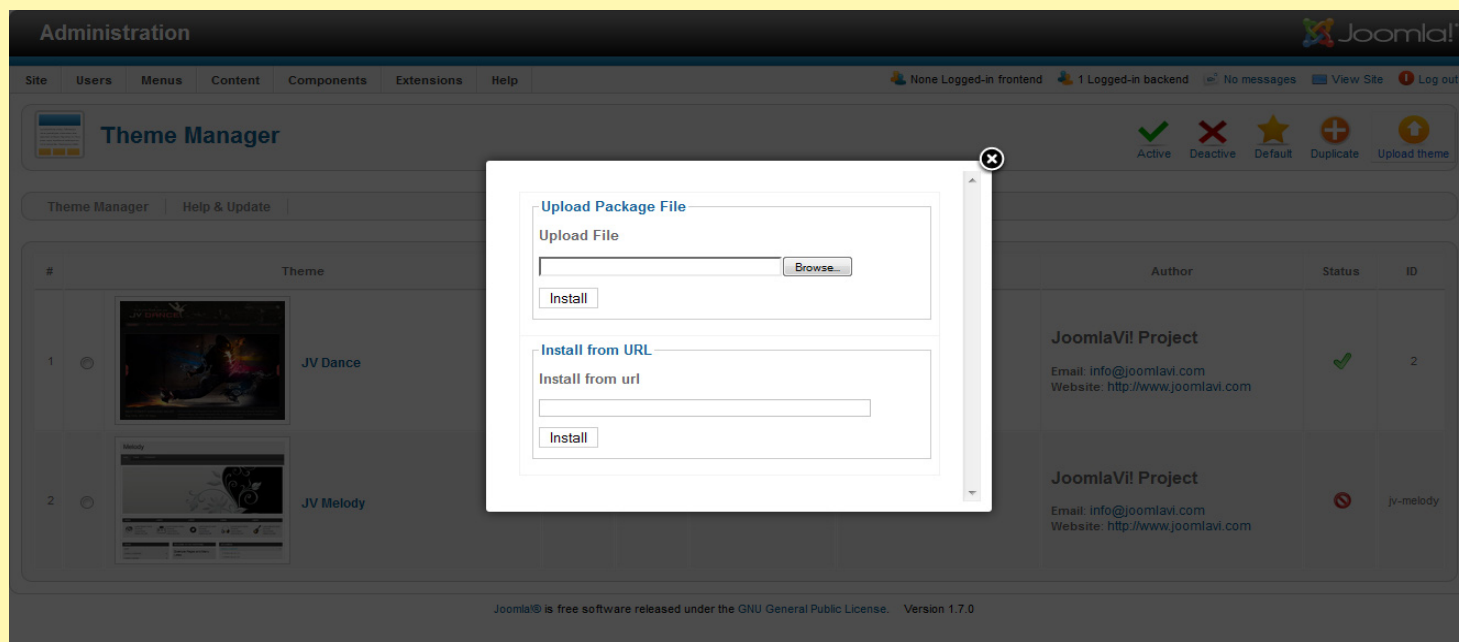 Administration
Joomla!
Site Users Menus Content Components Extensions Help
None Logged-in frontend 1 Logged-in backend No messages View Site Log out
Theme Manager
Active Deactive Default Duplicate Upload theme
Theme Manager Help & Update
Upload Package File
Upload File
Browse...
Install
Install from URL
Install from url
Install
# Theme Author Status ID
JV DANCE
1 JV Dance
JoomlaVi! Project
Email: info@joomlavi.com
Website: http://www.joomlavi.com
2
Melody
2 JV Melody
JoomlaVi! Project
Email: info@joomlavi.com
Website: http://www.joomlavi.com
jv-melody
Joomla!® is free software released under the GNU General Public License. Version 1.7.0